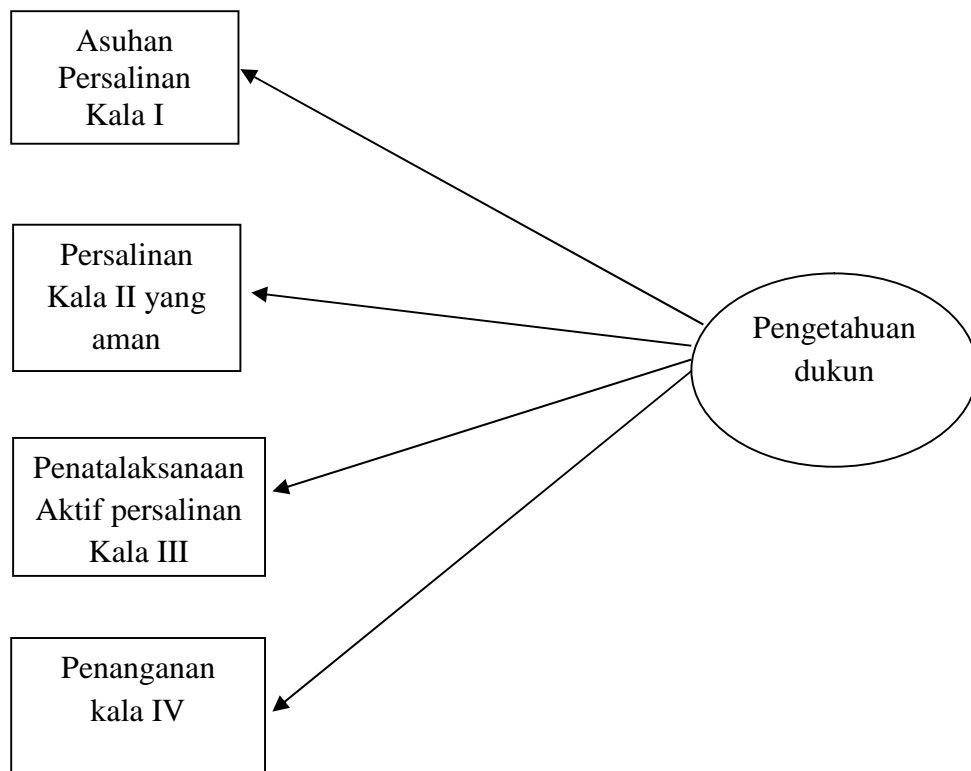 Asuhan
Persalinan
Kala I
Persalinan
Kala II yang
aman
Pengetahuan
dukun
Penatalaksanaan
Aktif persalinan
Kala III
Penanganan
kala IV